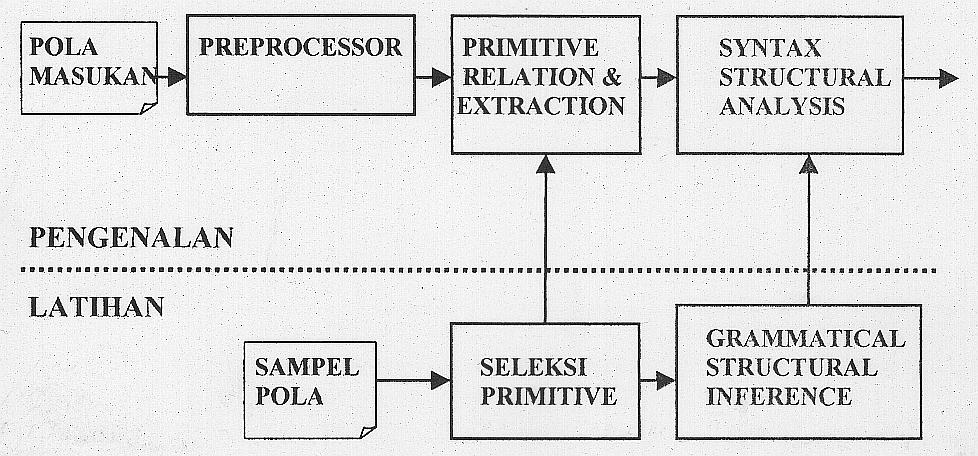 POLA
MASUKAN
PREPROCESSOR
PRIMITIVE
RELATION &
EXTRACTION
SYNTAX
STRUCTURAL
ANALYSIS
PENGENALAN
LATIHAN
SAMPEL
POLA
SELEKSI
PRIMITIVE
GRAMMATICAL
STRUCTURAL
INFERENCE